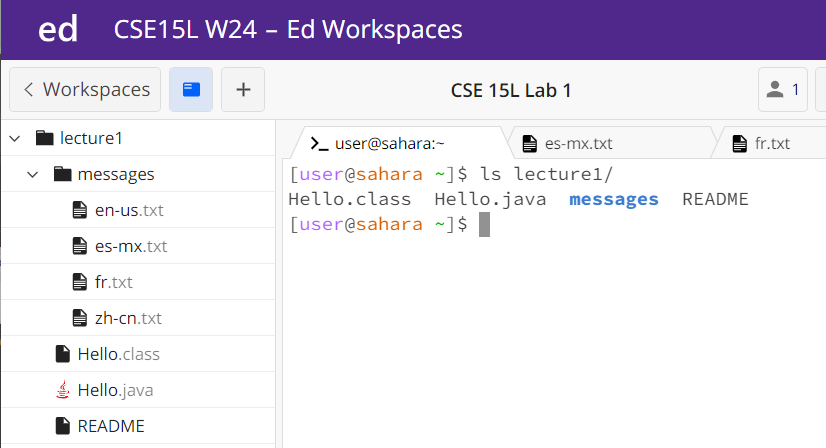 ed CSE15L W24 – Ed Workspaces
Workspaces + CSE 15L Lab 1 1
lecture1
messages
en-us.txt
es-mx.txt
fr.txt
zh-cn.txt
Hello.class
Hello.java
README
user@sahara:~ es-mx.txt fr.txt
[user@sahara ~]$ ls lecture1/
Hello.class Hello.java messages README
[user@sahara ~]$